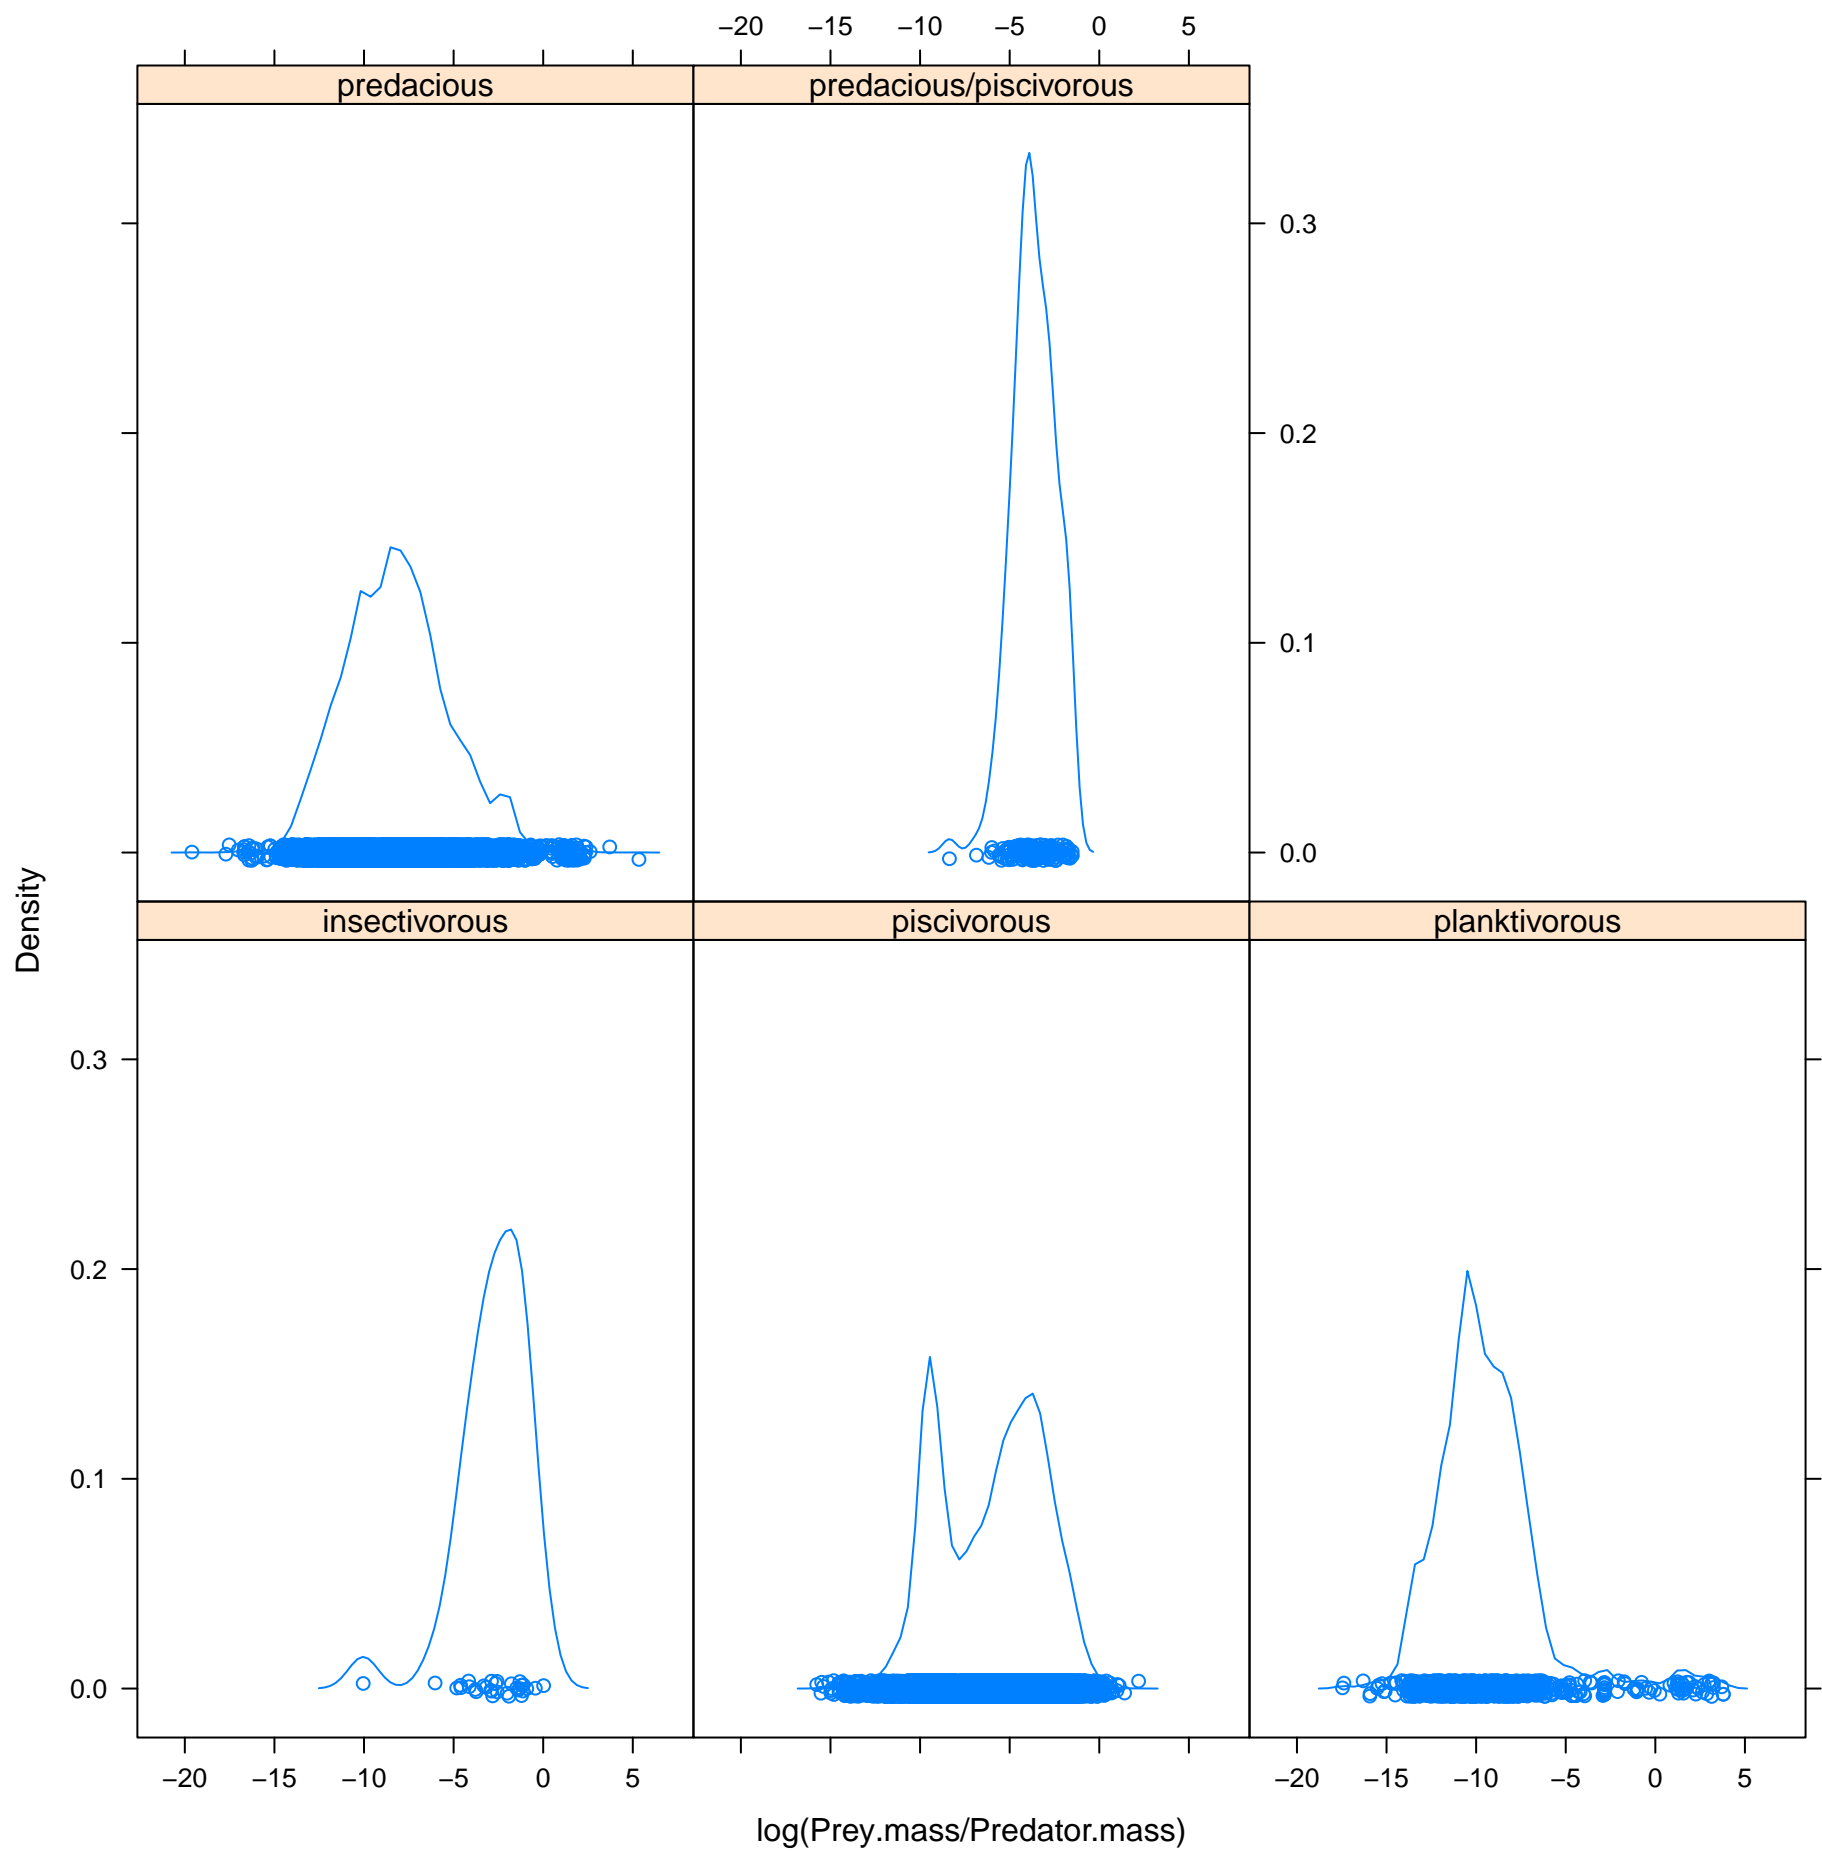 −20 −15 −10 −5 0 5
predacious predacious/piscivorous
0.3
0.2
0.1
0.0
Density
insectivorous piscivorous planktivorous
0.3
0.2
0.1
0.0
−20 −15 −10 −5 0 5 −20 −15 −10 −5 0 5
log(Prey.mass/Predator.mass)